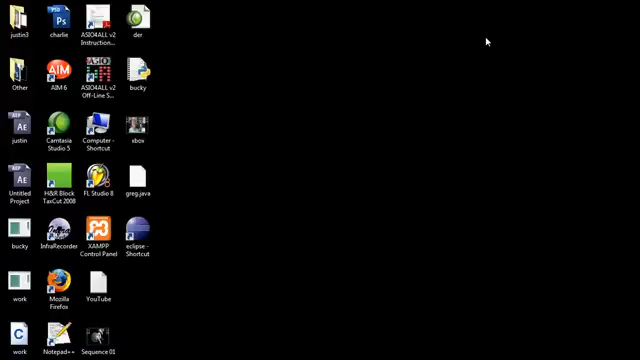 justin3
charlie
ASIO4ALL v2
Instruction...
der
Other
AIM 6
ASIO4ALL v2
Off-Line S...
bucky
justin
Camtasia
Studio 5
Computer -
Shortcut
xbox
Untitled
Project
H&R Block
TaxCut 2008
FL Studio 8
greg.java
bucky
InfraRecorder
XAMPP
Control Panel
eclipse -
Shortcut
work
Mozilla
Firefox
YouTube
work
Notepad++
Sequence 01